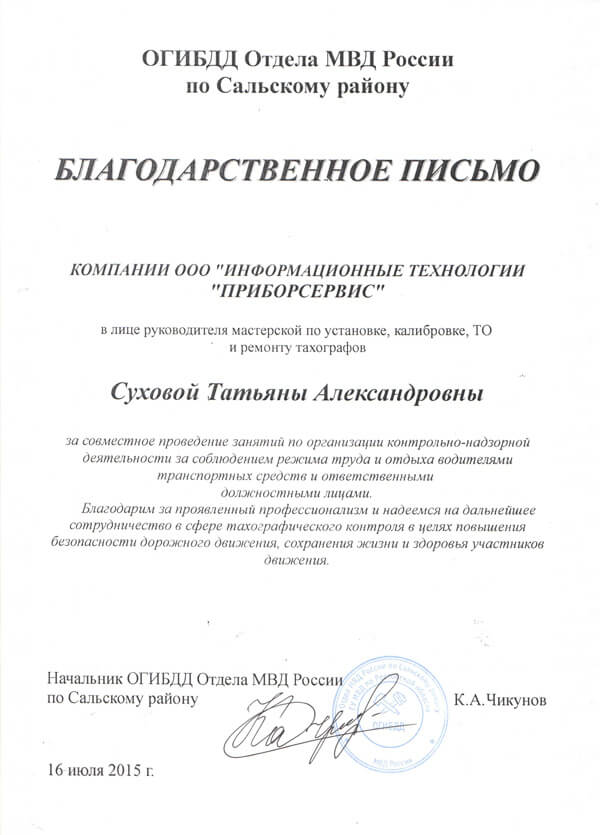 ОГИБДД Отдела МВД России
по Сальскому району
БЛАГОДАРСТВЕННОЕ ПИСЬМО
КОМПАНИИ ООО "ИНФОРМАЦИОННЫЕ ТЕХНОЛОГИИ
"ПРИБОРСЕРВИС"
в лице руководителя мастерской по установке, калибровке, ТО
и ремонту тахографов
Суховой Татьяны Александровны
за совместное проведение занятий по организации контрольно-надзорной
деятельности за соблюдением режима труда и отдыха водителями
транспортных средств и ответственными
должностными лицами.
Благодарим за проявленный профессионализм и надеемся на дальнейшее
сотрудничество в сфере тахографического контроля в целях повышения
безопасности дорожного движения, сохранения жизни и здоровья участников
движения.
Начальник ОГИБДД Отдела МВД России
по Сальскому району
К.А.Чикунов
ОГИБДД
МВД России
16 июля 2015 г.